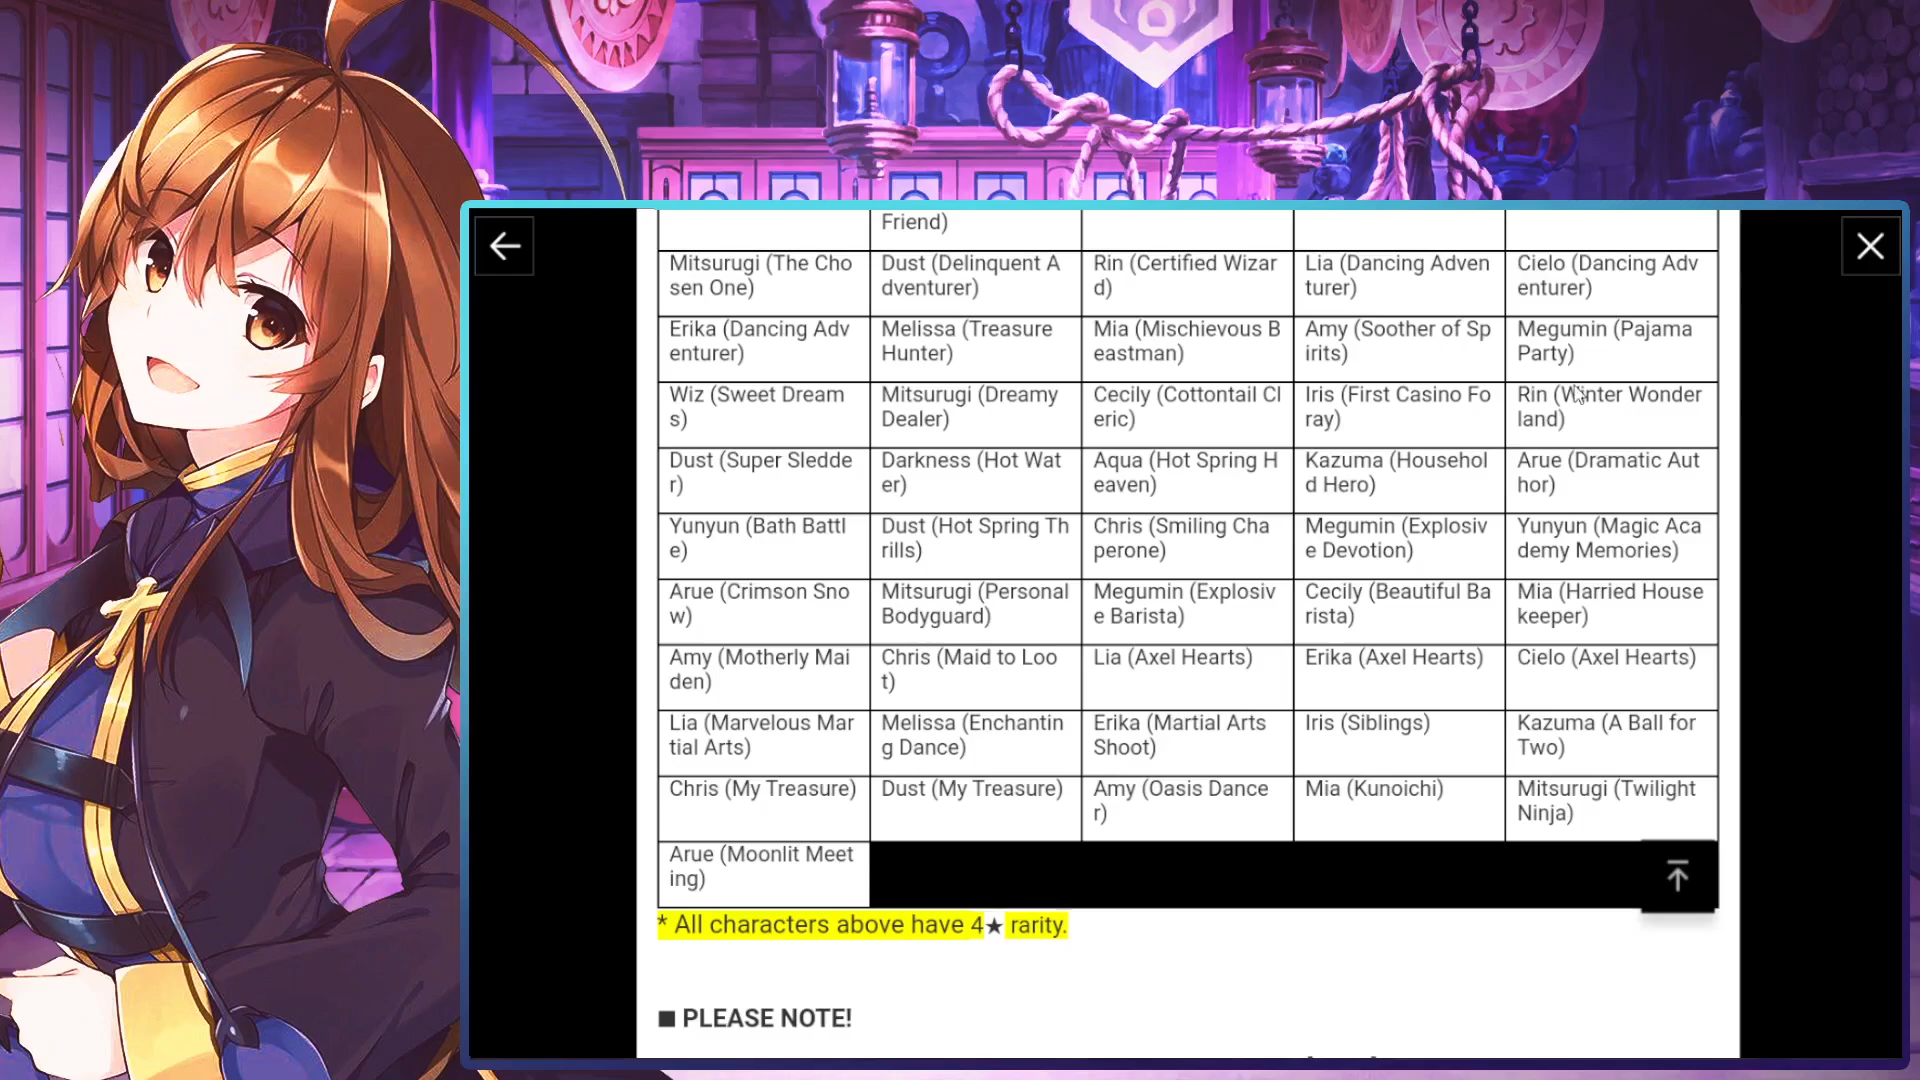 Friend)
Mitsurugi (The Cho
sen One)
Dust (Delinquent A
dventurer)
Rin (Certified Wizar
d)
Lia (Dancing Adven
turer)
Cielo (Dancing Adv
enturer)
Erika (Dancing Adv
enturer)
Melissa (Treasure
Hunter)
Mia (Mischievous B
eastman)
Amy (Soother of Sp
irits)
Megumin (Pajama
Party)
Wiz (Sweet Dream
s)
Mitsurugi (Dreamy
Dealer)
Cecily (Cottontail Cl
eric)
Iris (First Casino Fo
ray)
Rin (Winter Wonder
land)
Dust (Super Sledde
r)
Darkness (Hot Wat
er)
Aqua (Hot Spring H
eaven)
Kazuma (Househol
d Hero)
Arue (Dramatic Aut
hor)
Yunyun (Bath Battl
e)
Dust (Hot Spring Th
rills)
Chris (Smiling Cha
perone)
Megumin (Explosiv
e Devotion)
Yunyun (Magic Aca
demy Memories)
Arue (Crimson Sno
w)
Mitsurugi (Personal
Bodyguard)
Megumin (Explosiv
e Barista)
Cecily (Beautiful Ba
rista)
Mia (Harried House
keeper)
Amy (Motherly Mai
den)
Chris (Maid to Loo
t)
Lia (Axel Hearts)
Erika (Axel Hearts)
Cielo (Axel Hearts)
Lia (Marvelous Mar
tial Arts)
Melissa (Enchantin
g Dance)
Erika (Martial Arts
Shoot)
Iris (Siblings)
Kazuma (A Ball for
Two)
Chris (My Treasure)
Dust (My Treasure)
Amy (Oasis Dance
r)
Mia (Kunoichi)
Mitsurugi (Twilight
Ninja)
Arue (Moonlit Meet
ing)
* All characters above have 4★ rarity.
■ PLEASE NOTE!